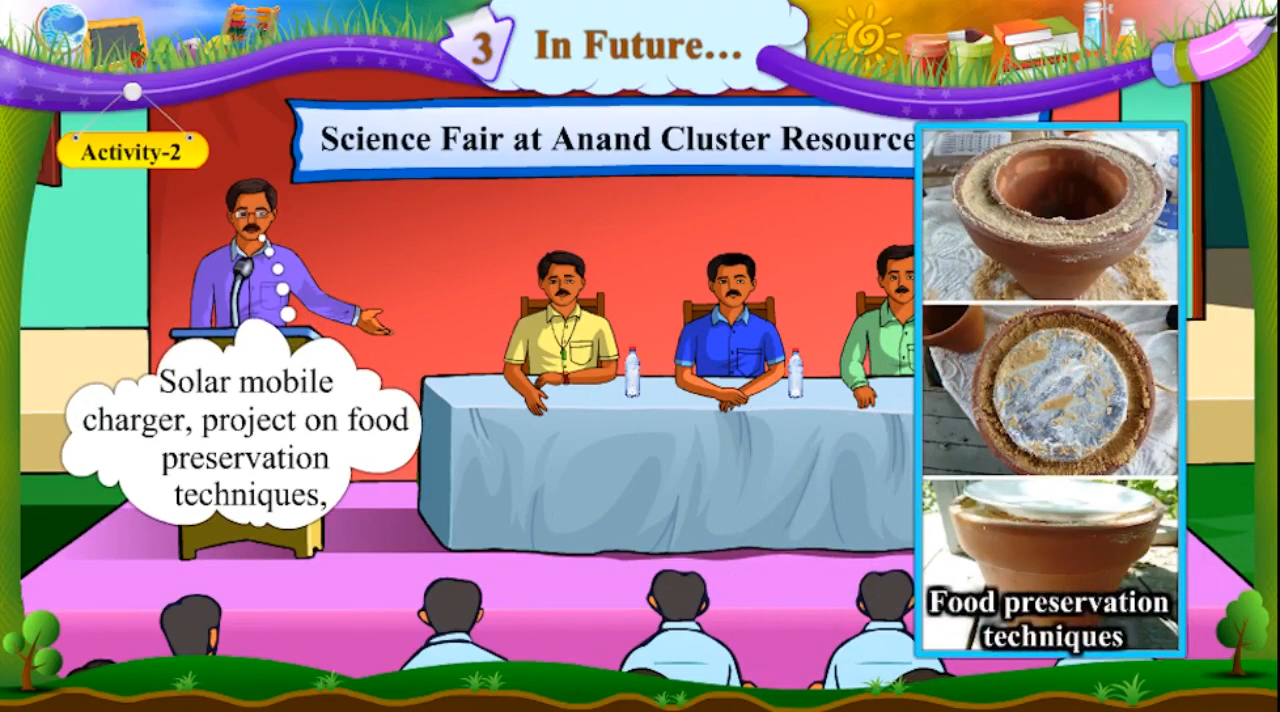 3
In Future...
Activity-2
Science Fair at Anand Cluster Resource
Solar mobile
charger, project on food
preservation
techniques,
Food preservation
techniques